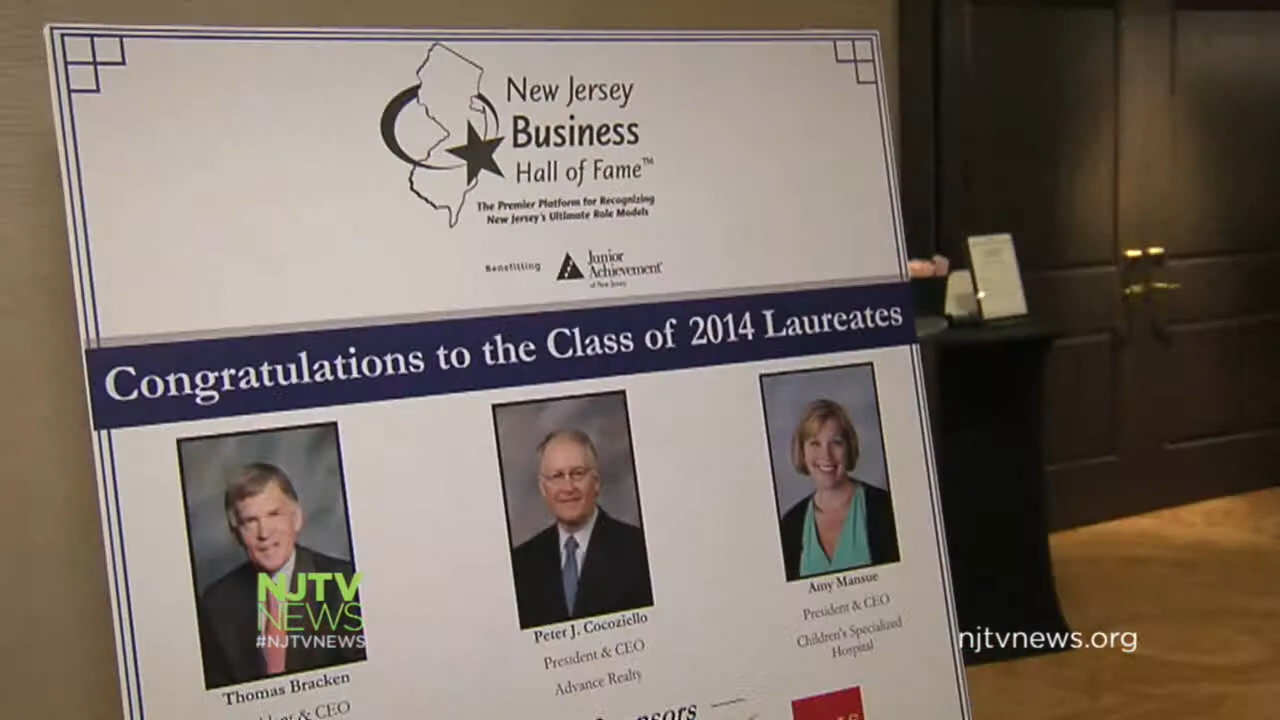 New Jersey
Business
Hall of Fame™
The Premier Platform for Recognizing
New Jersey's Ultimate Role Models
Benefitting
Junior
Achievement®
of New Jersey
Congratulations to the Class of 2014 Laureates
Thomas Bracken
& CEO
Peter J. Cocoziello
President & CEO
Advance Realty
Amy Mansue
President & CEO
Children's Specialized
Hospital
NJTV
NEWS
#NJTVNEWS
njtvnews.org